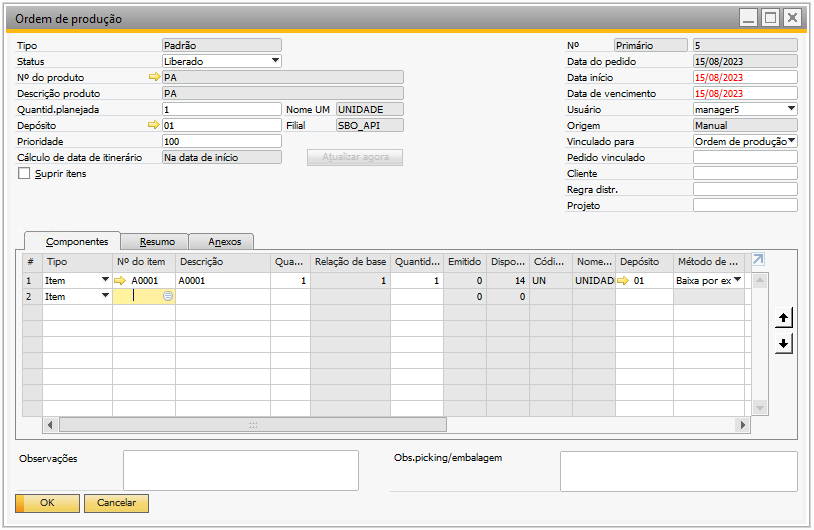 Ordem de produção
Tipo Padrão Nº Primário 5
Status Liberado Data do pedido 15/08/2023
Nº do produto PA Data início 15/08/2023
Descrição produto PA Data de vencimento 15/08/2023
Quantid.planejada 1 Nome UM UNIDADE Usuário manager5
Depósito 01 Filial SBO_API Origem Manual
Prioridade 100 Vinculado para Ordem de produção
Cálculo de data de itinerário Na data de início Atualizar agora Pedido vinculado
Suprir itens Cliente
Regra distr.
Projeto
Componentes Resumo Anexos
# Tipo Nº do item Descrição Qua... Relação de base Quantid... Emitido Dispo... Códi... Nome... Depósito Método de ...
1 Item A0001 A0001 1 1 1 0 14 UN UNIDAD 01 Baixa por ex
2 Item 0 0
Observações Obs.picking/embalagem
OK Cancelar